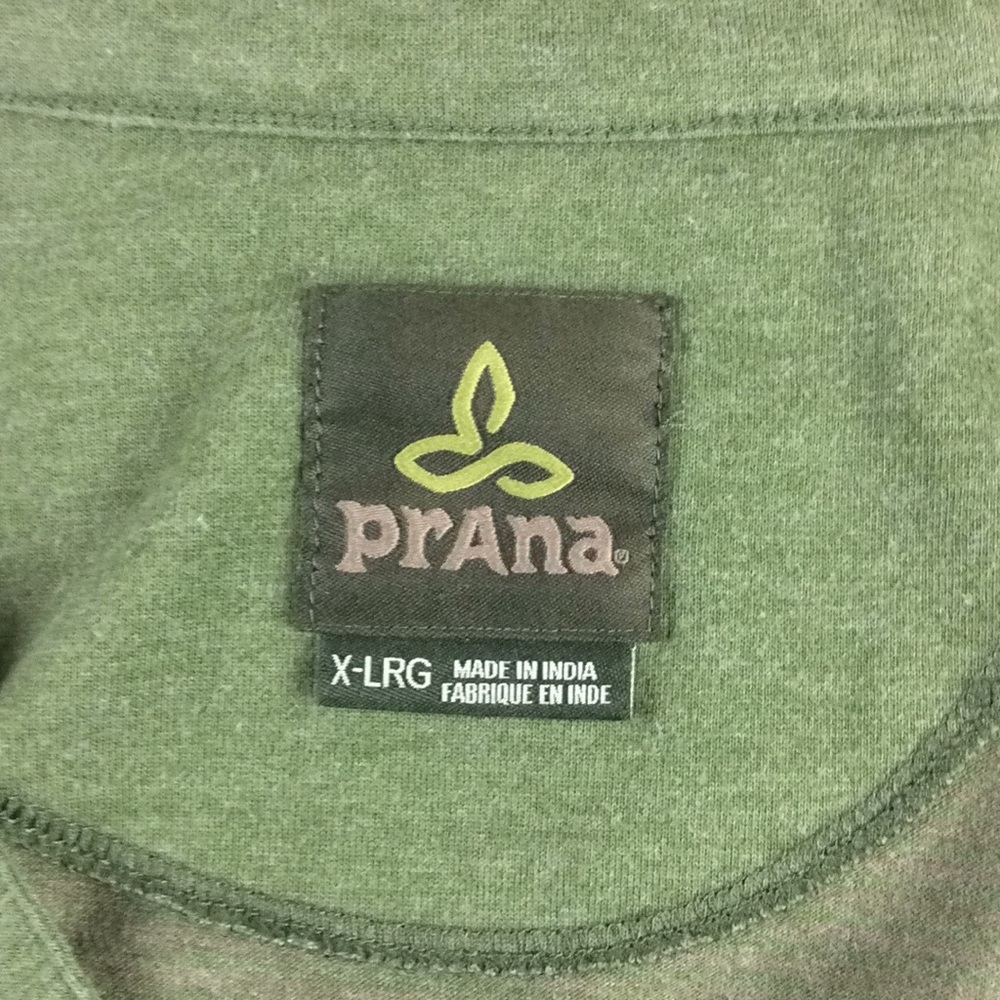 prAna®
X-LRG MADE IN INDIA
FABRIQUE EN INDE